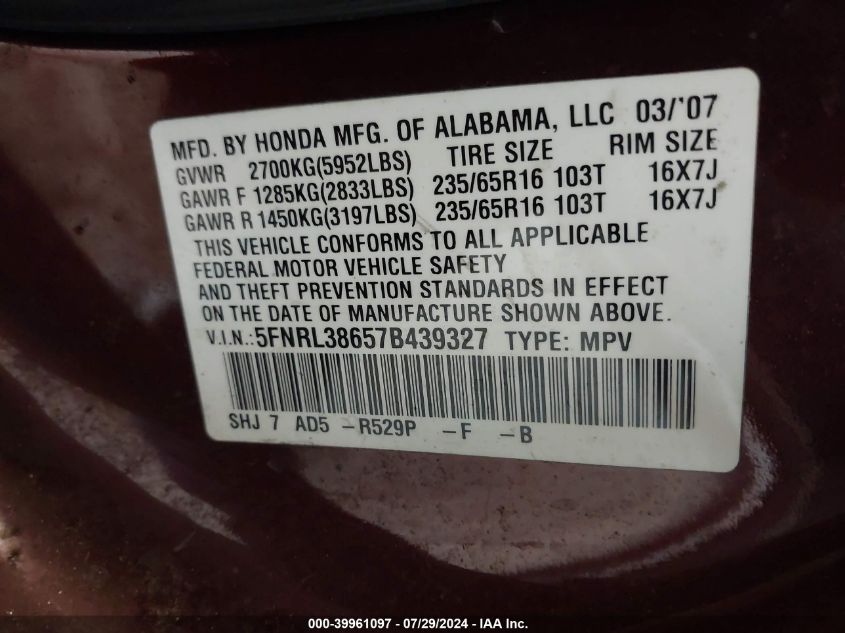 MFD. BY HONDA MFG. OF ALABAMA, LLC 03/'07
GVWR 2700KG(5952LBS) TIRE SIZE RIM SIZE
GAWR F 1285KG(2833LBS) 235/65R16 103T 16X7J
GAWR R 1450KG(3197LBS) 235/65R16 103T 16X7J
THIS VEHICLE CONFORMS TO ALL APPLICABLE
FEDERAL MOTOR VEHICLE SAFETY
AND THEFT PREVENTION STANDARDS IN EFFECT
ON THE DATE OF MANUFACTURE SHOWN ABOVE.
V.I.N.:5FNRL38657B439327 TYPE: MPV
SHJ 7 AD5 -R529P -F -B
000-39961097 - 07/29/2024 - IAA Inc.